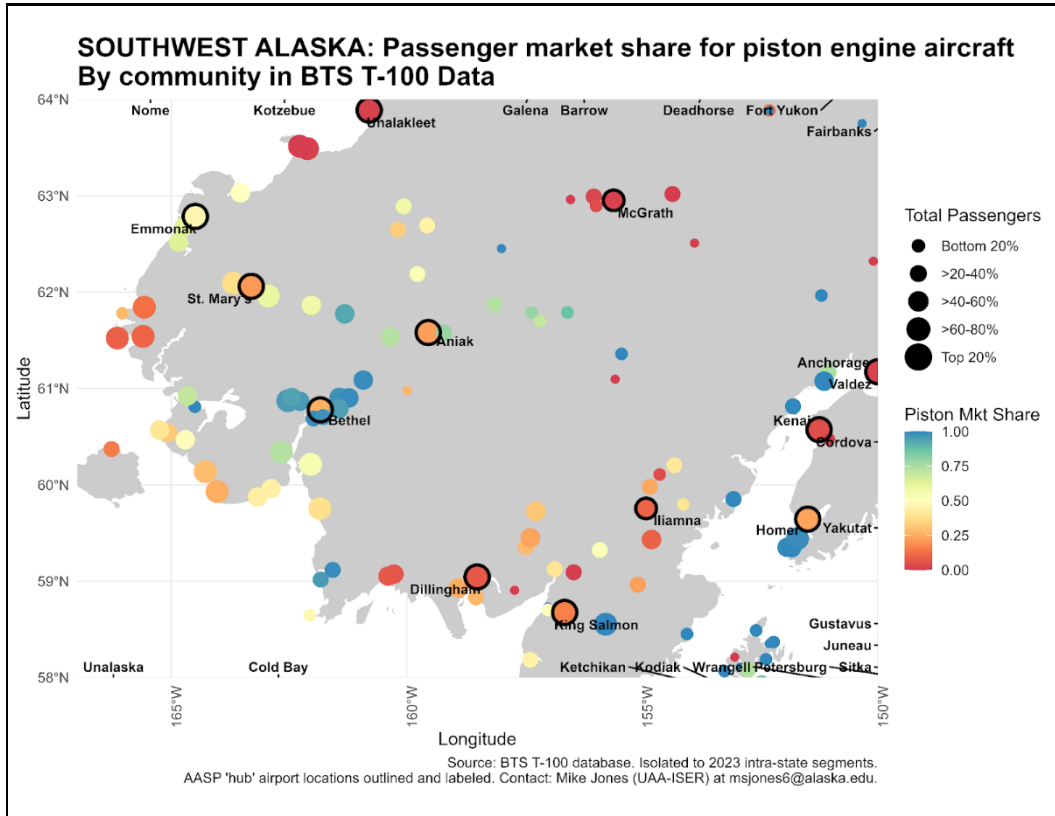 SOUTHWEST ALASKA: Passenger market share for piston engine aircraft
By community in BTS T-100 Data
64°N
63°N
62°N
61°N
60°N
59°N
58°N
Latitude
Nome
Kotzebue
Galena
Barrow
Deadhorse
Fort Yukon
Unalakleet
Fairbanks
McGrath
Emmonak
St. Mary's
Aniak
Anchorage
Valdez
Bethel
Kenai
Cordova
Iliamna
Homer
Yakutat
Dillingham
King Salmon
Gustavus
Juneau
Unalaska
Cold Bay
Ketchikan
Kodiak
Wrangell
Petersburg
Sitka
165°W
160°W
155°W
150°W
Longitude
Total Passengers
Bottom 20%
>20-40%
>40-60%
>60-80%
Top 20%
Piston Mkt Share
1.00
0.75
0.50
0.25
0.00
Source: BTS T-100 database. Isolated to 2023 intra-state segments.
AASP 'hub' airport locations outlined and labeled. Contact: Mike Jones (UAA-ISER) at msjones6@alaska.edu.